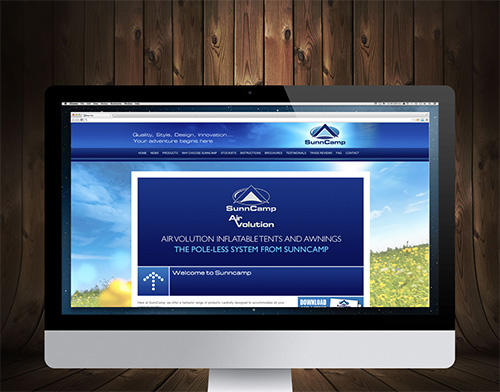 Quality, Style, Design, Innovation...
Your adventure begins here
SunnCamp
HOME NEWS PRODUCTS WHY CHOOSE SUNNCAMP STOCKISTS INSTRUCTIONS BROCHURES TESTIMONIALS TRADE REVIEWS FAQ CONTACT
SunnCamp
Air
Volution
AIR VOLUTION INFLATABLE TENTS AND AWNINGS
THE POLE-LESS SYSTEM FROM SUNNCAMP
Welcome to Sunncamp
Here at SunnCamp we offer a fantastic range of products carefully designed to accommodate all your
DOWNLOAD